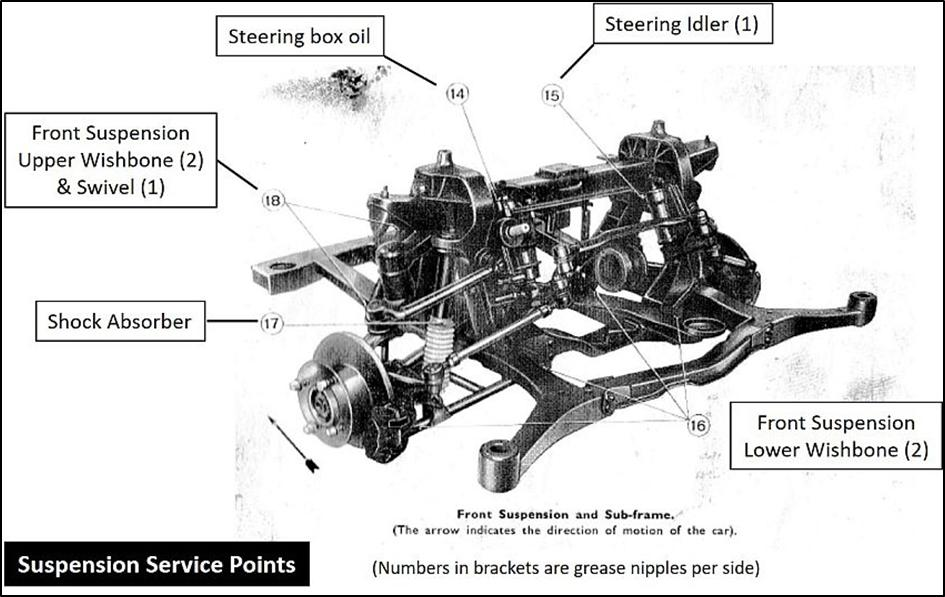 Steering box oil
Steering Idler (1)
14
15
Front Suspension
Upper Wishbone (2)
& Swivel (1)
18
Shock Absorber
17
16
Front Suspension
Lower Wishbone (2)
Front Suspension and Sub-frame.
(The arrow indicates the direction of motion of the car).
Suspension Service Points
(Numbers in brackets are grease nipples per side)